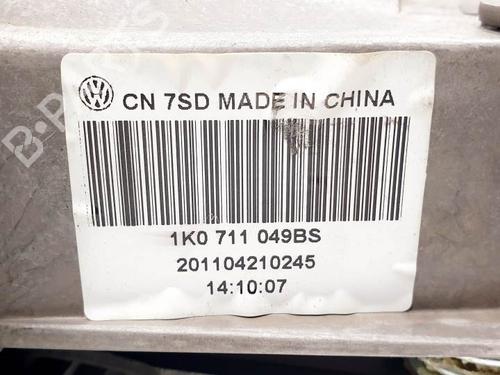 CN 7SD MADE IN CHINA
1K0 711 049BS
201104210245
14:10:07